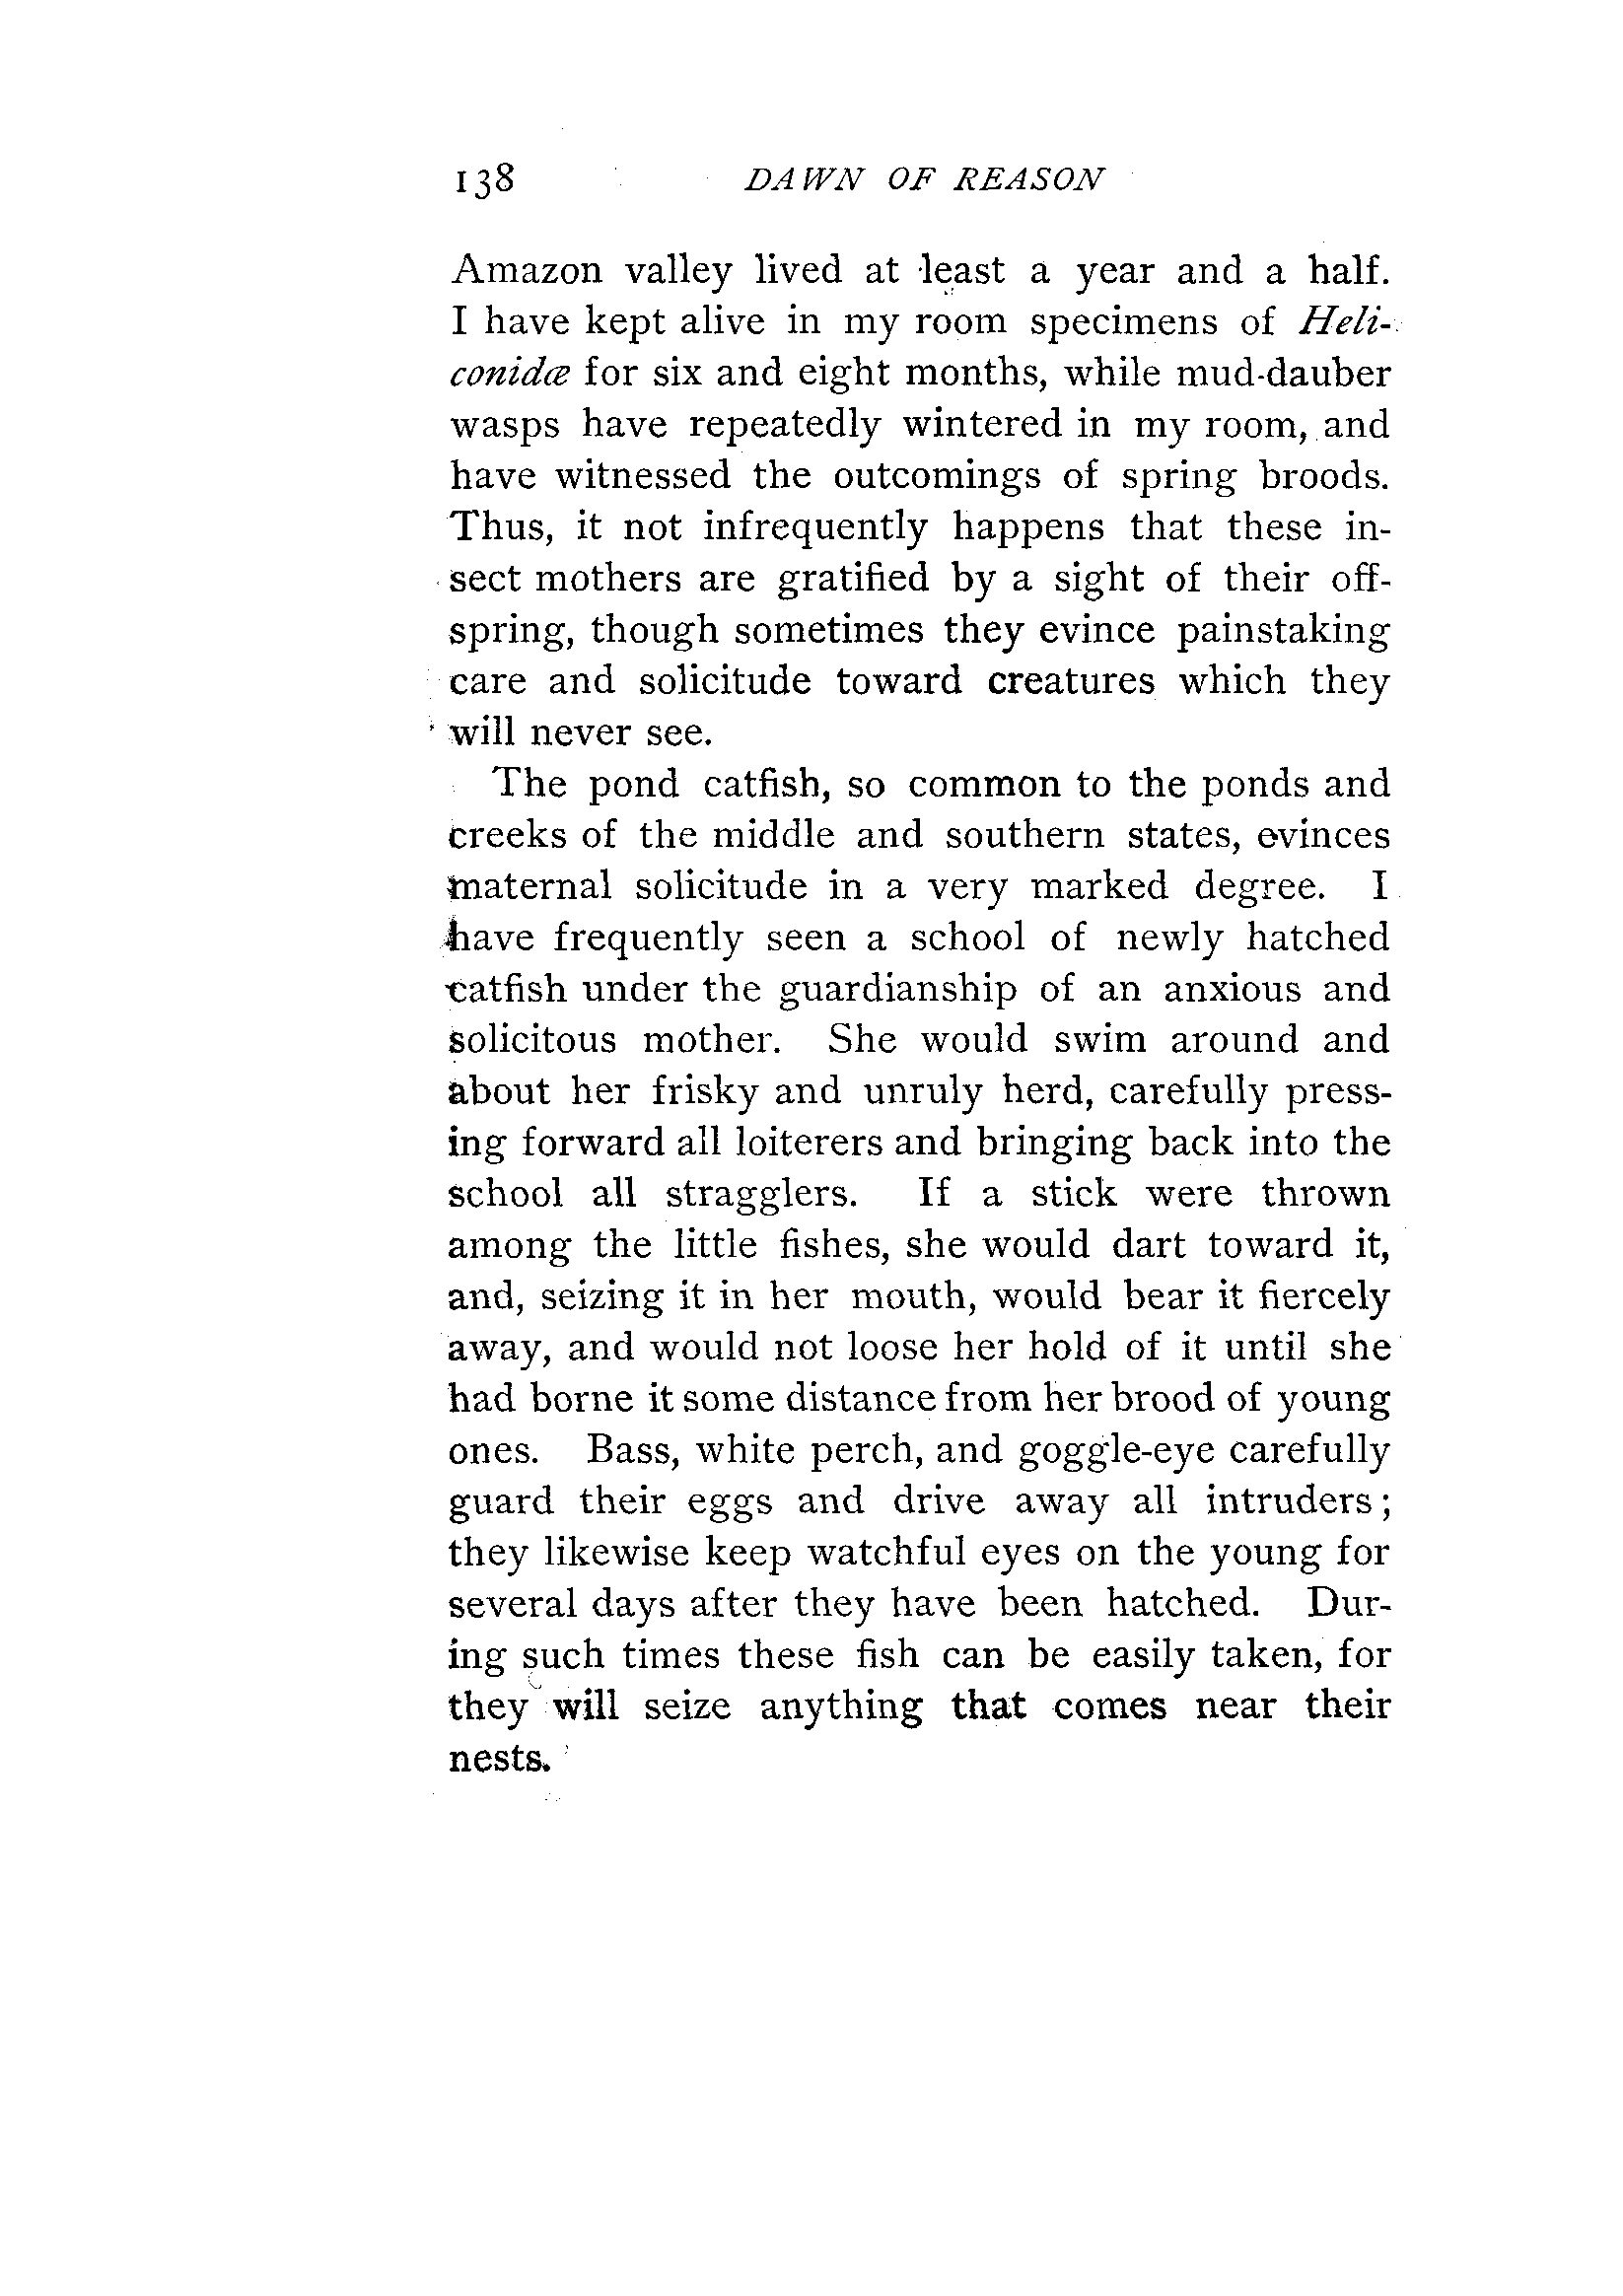 138 DAWN OF REASON
Amazon valley lived at least a year and a half.
I have kept alive in my room specimens of Heli-
conidæ for six and eight months, while mud-dauber
wasps have repeatedly wintered in my room, and
have witnessed the outcomings of spring broods.
Thus, it not infrequently happens that these in-
sect mothers are gratified by a sight of their off-
spring, though sometimes they evince painstaking
care and solicitude toward creatures which they
will never see.
The pond catfish, so common to the ponds and
creeks of the middle and southern states, evinces
maternal solicitude in a very marked degree. I
have frequently seen a school of newly hatched
catfish under the guardianship of an anxious and
solicitous mother. She would swim around and
about her frisky and unruly herd, carefully press-
ing forward all loiterers and bringing back into the
school all stragglers. If a stick were thrown
among the little fishes, she would dart toward it,
and, seizing it in her mouth, would bear it fiercely
away, and would not loose her hold of it until she
had borne it some distance from her brood of young
ones. Bass, white perch, and goggle-eye carefully
guard their eggs and drive away all intruders;
they likewise keep watchful eyes on the young for
several days after they have been hatched. Dur-
ing such times these fish can be easily taken, for
they will seize anything that comes near their
nests.